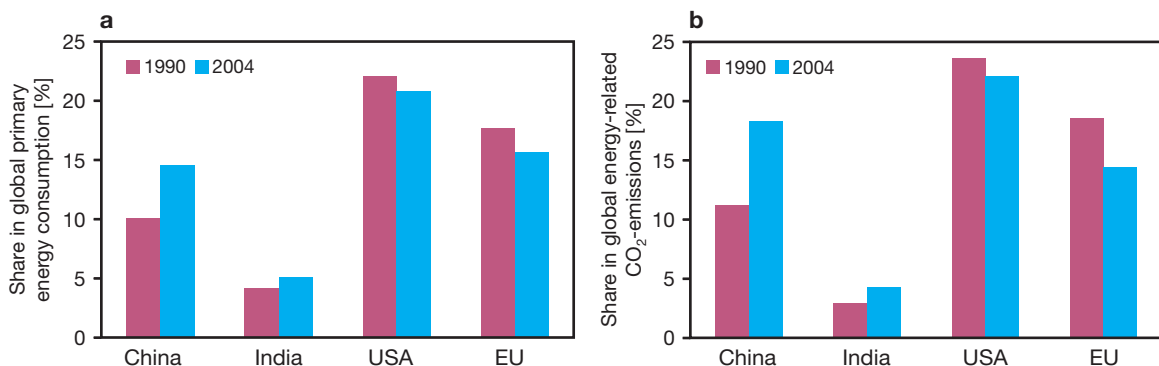 a
Share in global primary
energy consumption [%]
25
20
15
10
5
0
1990 2004
China India USA EU
b
Share in global energy-related
CO₂-emissions [%]
25
20
15
10
5
0
1990 2004
China India USA EU